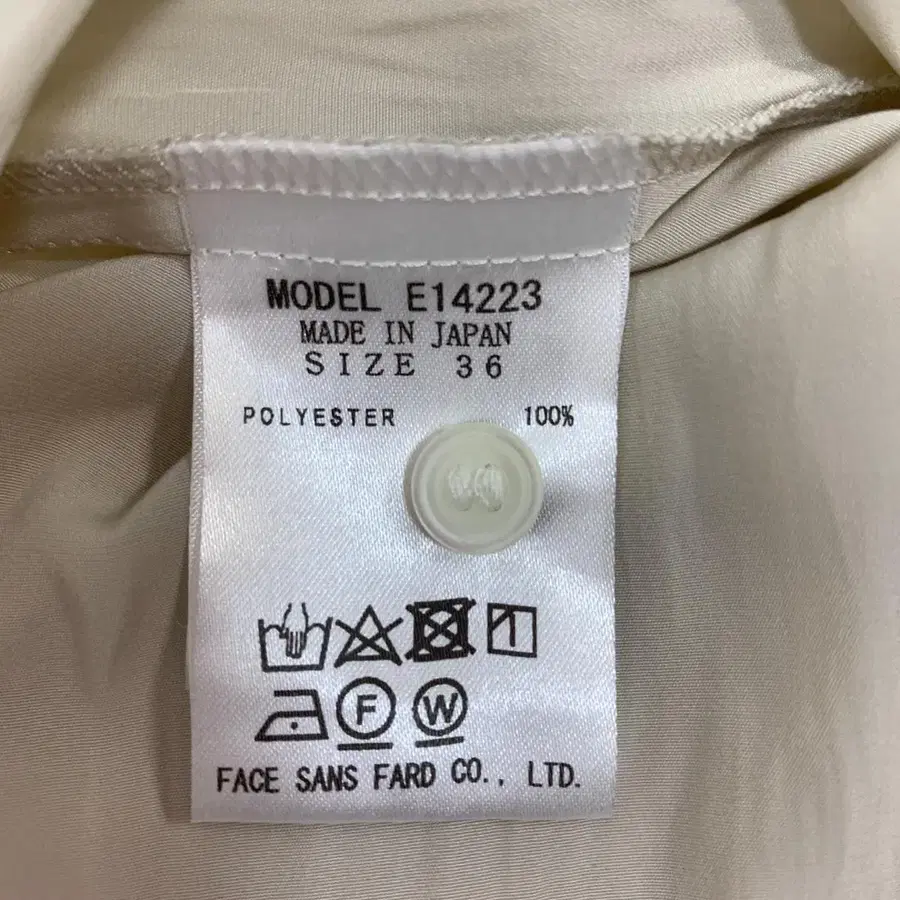 MODEL E14223
MADE IN JAPAN
SIZE 36
POLYESTER 100%
F W
FACE SANS FARD CO., LTD.